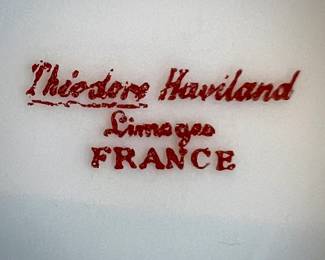 Theodore Haviland
Limoges
FRANCE